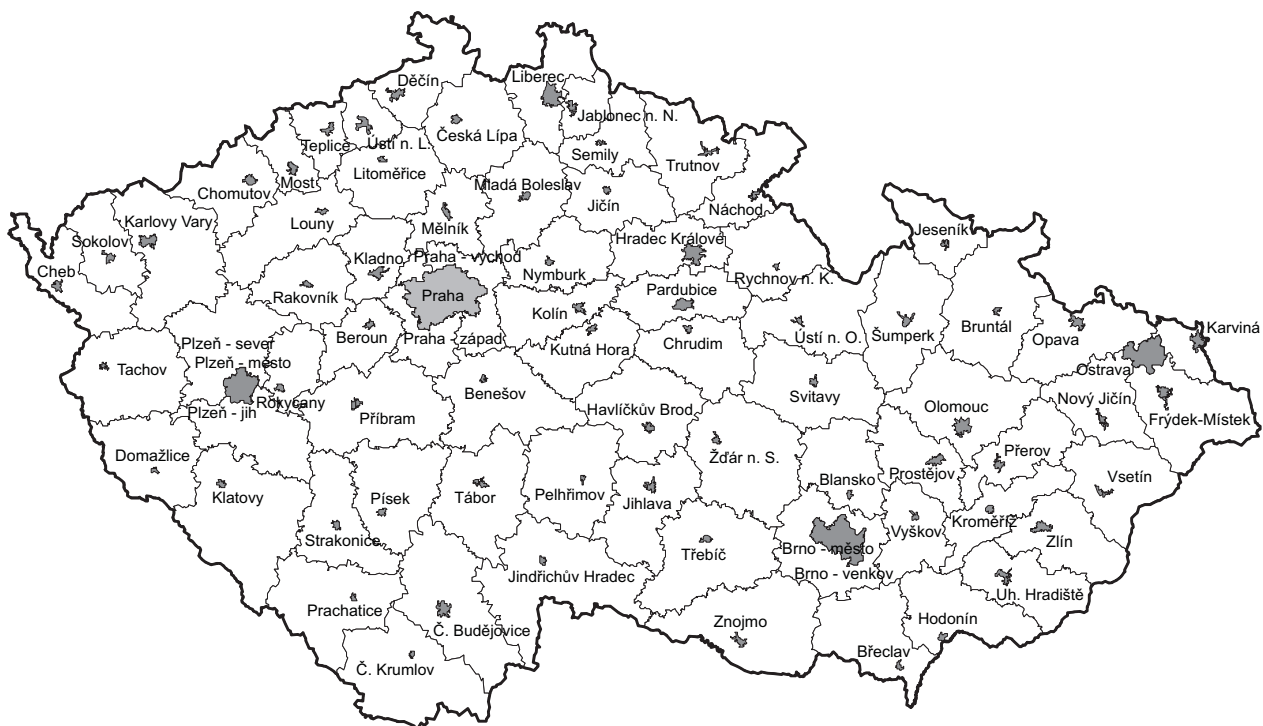 Děčín
Liberec
Jablonec n. N.
Teplice
Ústí n. L.
Česká Lípa
Semily
Trutnov
Chomutov
Most
Litoměřice
Mladá Boleslav
Jičín
Náchod
Karlovy Vary
Louny
Mělník
Hradec Králové
Jeseník
Sokolov
Cheb
Kladno
Praha - východ
Nymburk
Rychnov n. K.
Rakovník
Praha
Pardubice
Kolín
Beroun
Praha - západ
Kutná Hora
Chrudim
Ústí n. O.
Šumperk
Bruntál
Opava
Karviná
Plzeň - sever
Plzeň - město
Tachov
Ostrava
Rokycany
Plzeň - jih
Příbram
Benešov
Havlíčkův Brod
Svitavy
Olomouc
Nový Jičín
Frýdek-Místek
Domažlice
Žďár n. S.
Přerov
Klatovy
Písek
Tábor
Pelhřimov
Jihlava
Blansko
Prostějov
Vsetín
Strakonice
Třebíč
Brno - město
Vyškov
Kroměříž
Zlín
Jindřichův Hradec
Brno - venkov
Uh. Hradiště
Prachatice
Č. Budějovice
Znojmo
Hodonín
Č. Krumlov
Břeclav